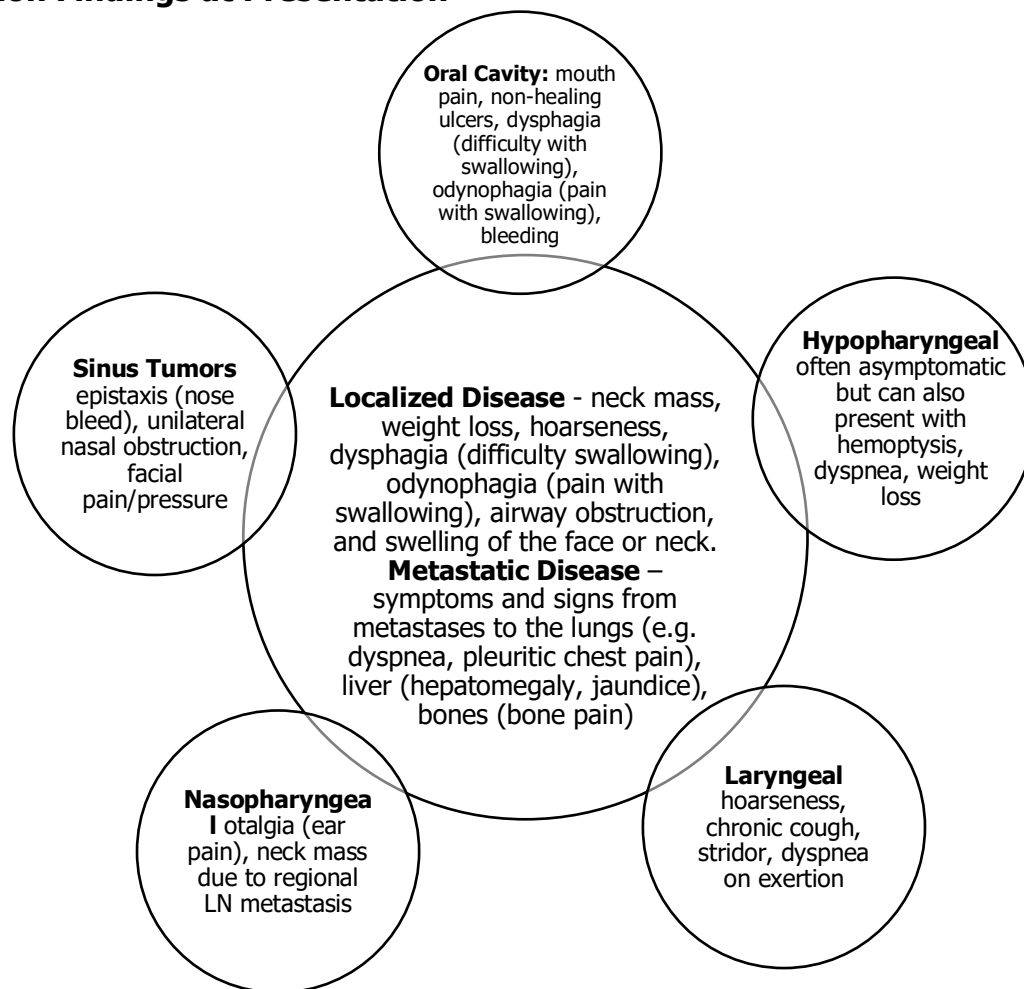 Findings at Presentation
Oral Cavity: mouth
pain, non-healing
ulcers, dysphagia
(difficulty with
swallowing),
odynophagia (pain
with swallowing),
bleeding
Sinus Tumors
epistaxis (nose
bleed), unilateral
nasal obstruction,
facial
pain/pressure
Localized Disease - neck mass,
weight loss, hoarseness,
dysphagia (difficulty swallowing),
odynophagia (pain with
swallowing), airway obstruction,
and swelling of the face or neck.
Metastatic Disease –
symptoms and signs from
metastases to the lungs (e.g.
dyspnea, pleuritic chest pain),
liver (hepatomegaly, jaundice),
bones (bone pain)
Hypopharyngeal
often asymptomatic
but can also
present with
hemoptysis,
dyspnea, weight
loss
Nasopharyngea
l otalgia (ear
pain), neck mass
due to regional
LN metastasis
Laryngeal
hoarseness,
chronic cough,
stridor, dyspnea
on exertion